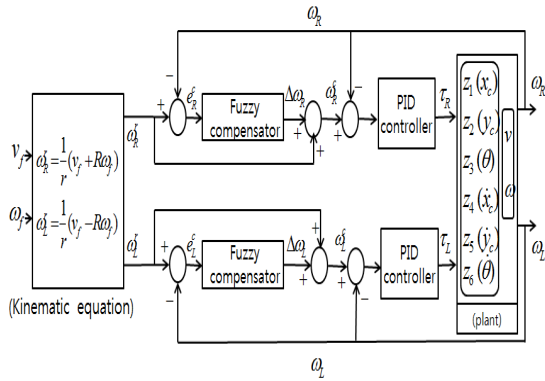 ω_R
− −
+ e_R^c Fuzzy compensator Δω_R ω_R^c + + + PID controller τ_R
ω_R^r
v_f
ω_R^r = 1/r (v_f + Rω_f)
ω_f
ω_L^r = 1/r (v_f − Rω_f)
(Kinematic equation)
ω_L^r
+ e_L^c Fuzzy compensator Δω_L ω_L^c + + + PID controller τ_L
− −
z_1 (x_c)
z_2 (y_c)
z_3 (θ)
z_4 (ẋ_c)
z_5 (ẏ_c)
z_6 (θ̇)
v
ω
(plant)
ω_R
ω_L
ω_L